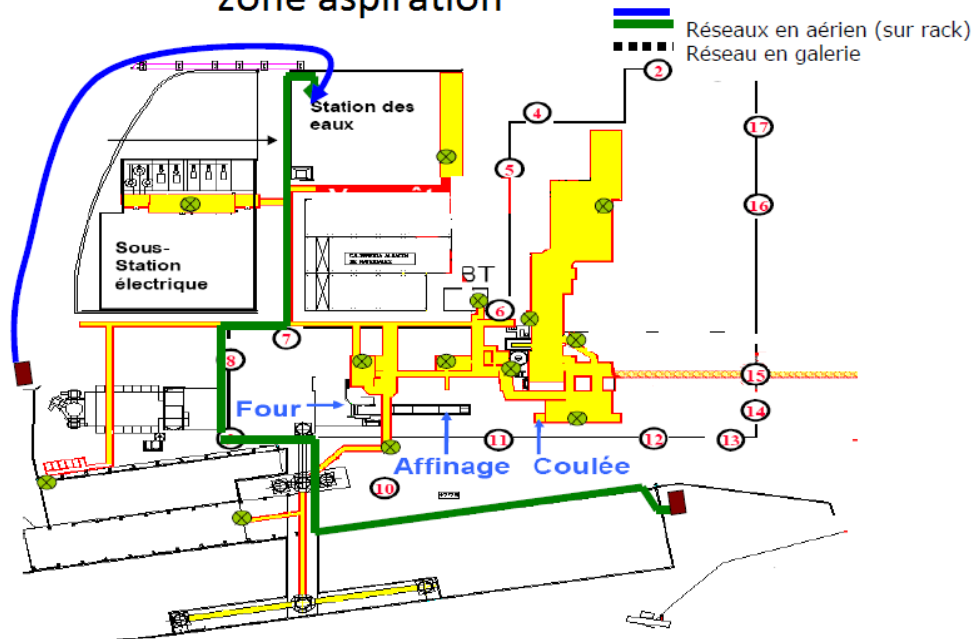 zone aspiration
Réseaux en aérien (sur rack)
Réseau en galerie
2
Station des
eaux
4
17
5
16
Sous-
Station
électrique
BT
6
7
8
15
14
Four
11
12
13
Affinage
Coulée
10